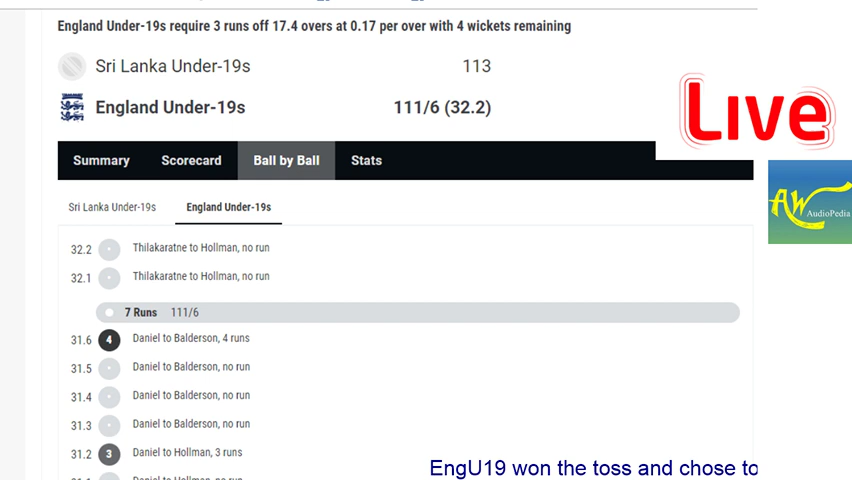 England Under-19s require 3 runs off 17.4 overs at 0.17 per over with 4 wickets remaining
Sri Lanka Under-19s 113
England Under-19s 111/6 (32.2)
Live
Summary Scorecard Ball by Ball Stats
AW AudioPedia
Sri Lanka Under-19s England Under-19s
32.2 Thilakaratne to Hollman, no run
32.1 Thilakaratne to Hollman, no run
7 Runs 111/6
31.6 4 Daniel to Balderson, 4 runs
31.5 Daniel to Balderson, no run
31.4 Daniel to Balderson, no run
31.3 Daniel to Balderson, no run
31.2 3 Daniel to Hollman, 3 runs
Daniel to Hollman, no run
EngU19 won the toss and chose to